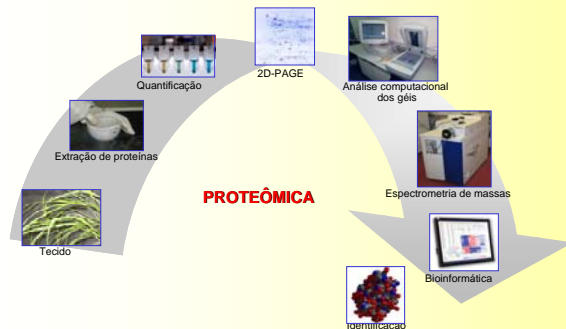 Tecido
Extração de proteínas
Quantificação
2D-PAGE
Análise computacional
dos géis
Espectrometria de massas
Bioinformática
Identificação
PROTEÔMICA